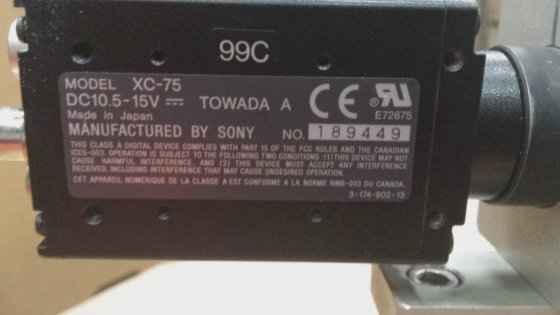 99C
MODEL XC-75
DC10.5-15V ⎓ TOWADA A CE ® RU
Made in Japan E72675
MANUFACTURED BY SONY NO. 189449
THIS CLASS A DIGITAL DEVICE COMPLIES WITH PART 15 OF THE FCC RULES AND THE CANADIAN
ICES-003. OPERATION IS SUBJECT TO THE FOLLOWING TWO CONDITIONS: (1) THIS DEVICE MAY NOT
CAUSE HARMFUL INTERFERENCE, AND (2) THIS DEVICE MUST ACCEPT ANY INTERFERENCE
RECEIVED, INCLUDING INTERFERENCE THAT MAY CAUSE UNDESIRED OPERATION.
CET APPAREIL NUMERIQUE DE LA CLASSE A EST CONFORME A LA NORME NMB-003 DU CANADA.
3-174-902-13